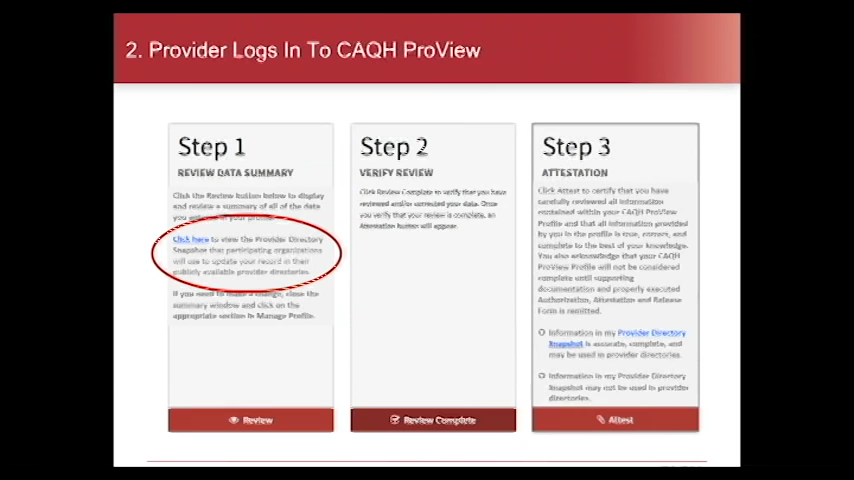 2. Provider Logs In To CAQH ProView
Step 1
REVIEW DATA SUMMARY
Click the Review button below to display
and review a summary of all of the data
you entered in your profile.
Click here to view the Provider Directory
Snapshot that participating organizations
will use to update your record in their
publicly available provider directories.
If you need to make a change, close the
summary window and click on the
appropriate section in Manage Profile.
Review
Step 2
VERIFY REVIEW
Click Review Complete to verify that you have
reviewed and/or corrected your data. Once
you verify that your review is complete, an
Attestation button will appear.
Review Complete
Step 3
ATTESTATION
Click Attest to certify that you have
carefully reviewed all information
contained within your CAQH ProView
Profile and that all information provided
by you in the profile is true, correct, and
complete to the best of your knowledge.
You also acknowledge that your CAQH
ProView Profile will not be considered
complete until supporting
documentation and properly executed
Authorization, Attestation and Release
Form is remitted.
Information in my Provider Directory
Snapshot is accurate, complete, and
may be used in provider directories.
Information in my Provider Directory
Snapshot may not be used in provider
directories.
Attest